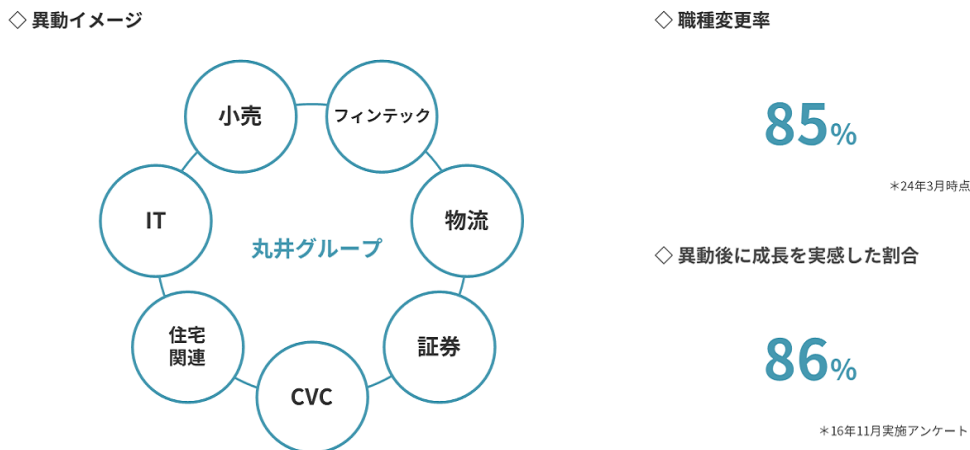 ◇ 異動イメージ
小売
フィンテック
IT
物流
丸井グループ
住宅
関連
証券
CVC
◇ 職種変更率
85%
＊24年3月時点
◇ 異動後に成長を実感した割合
86%
＊16年11月実施アンケート